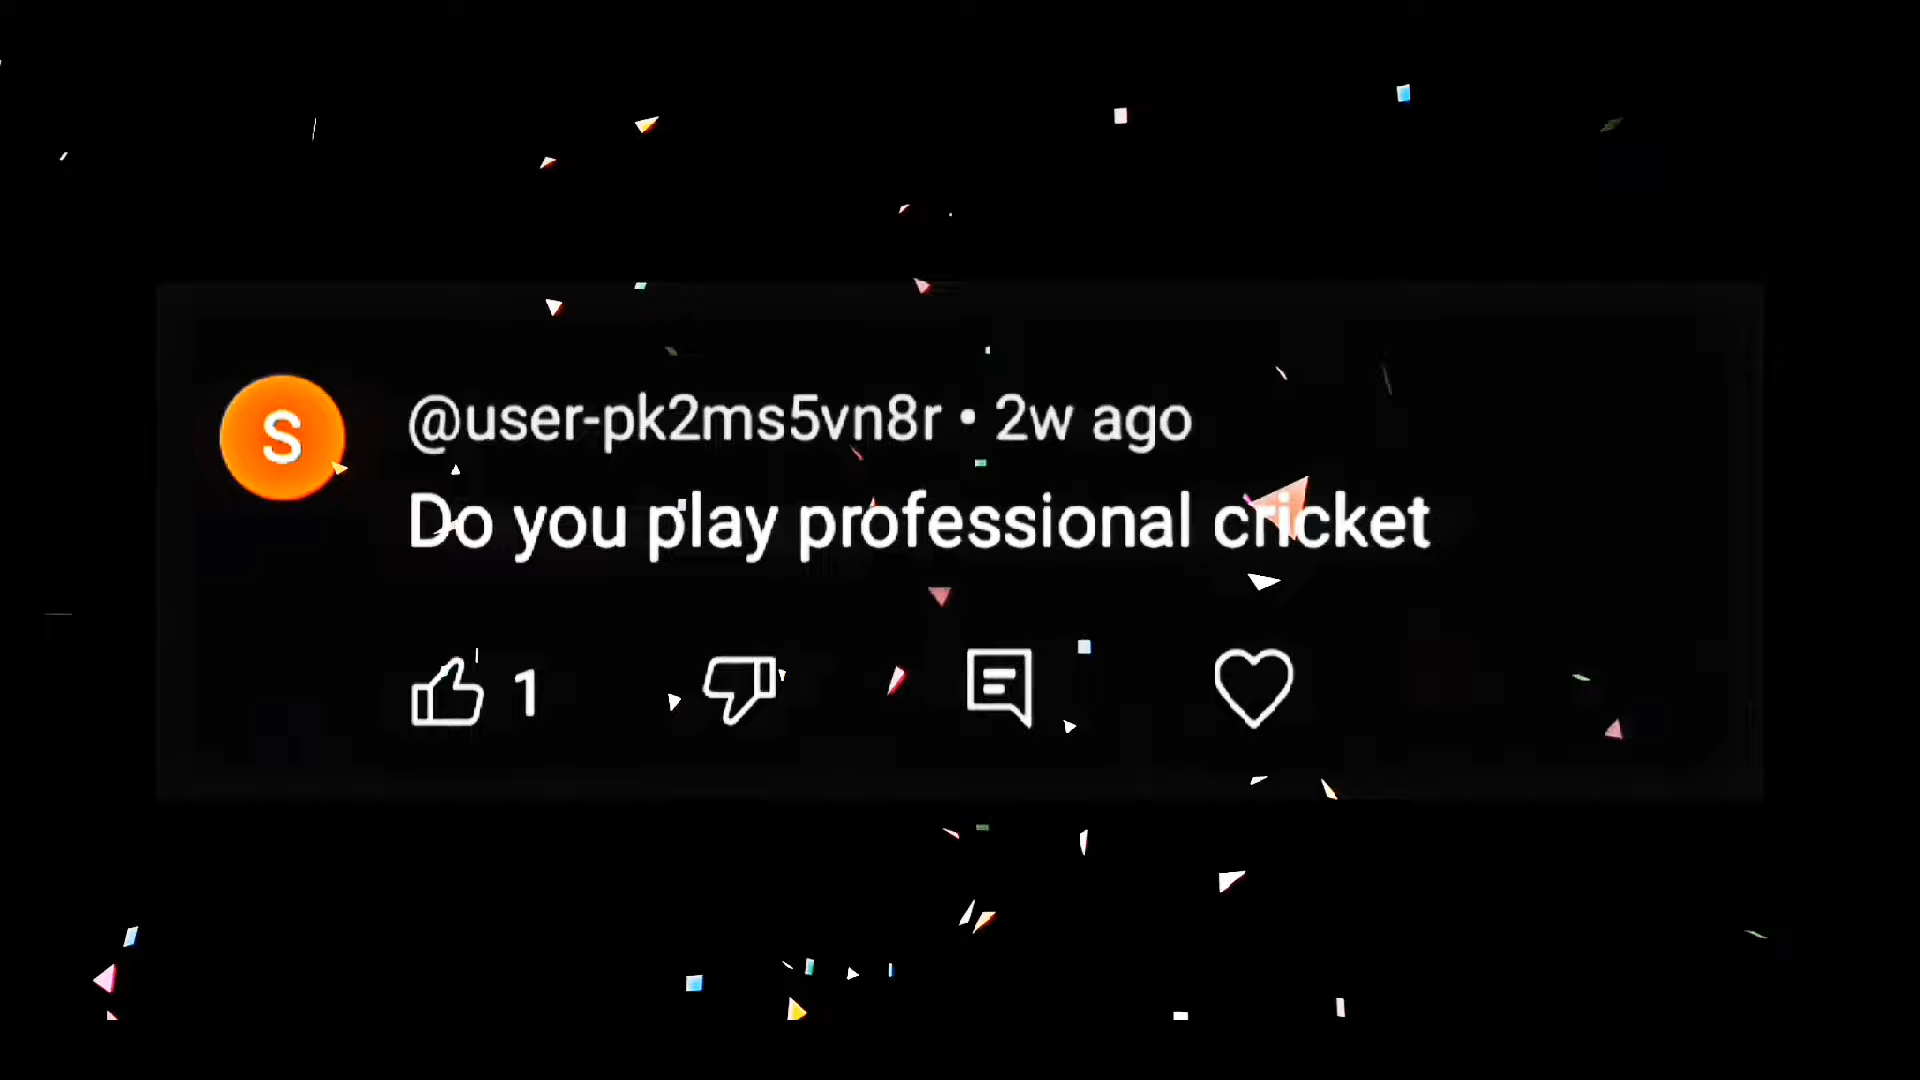 S
@user-pk2ms5vn8r • 2w ago
Do you play professional cricket
1